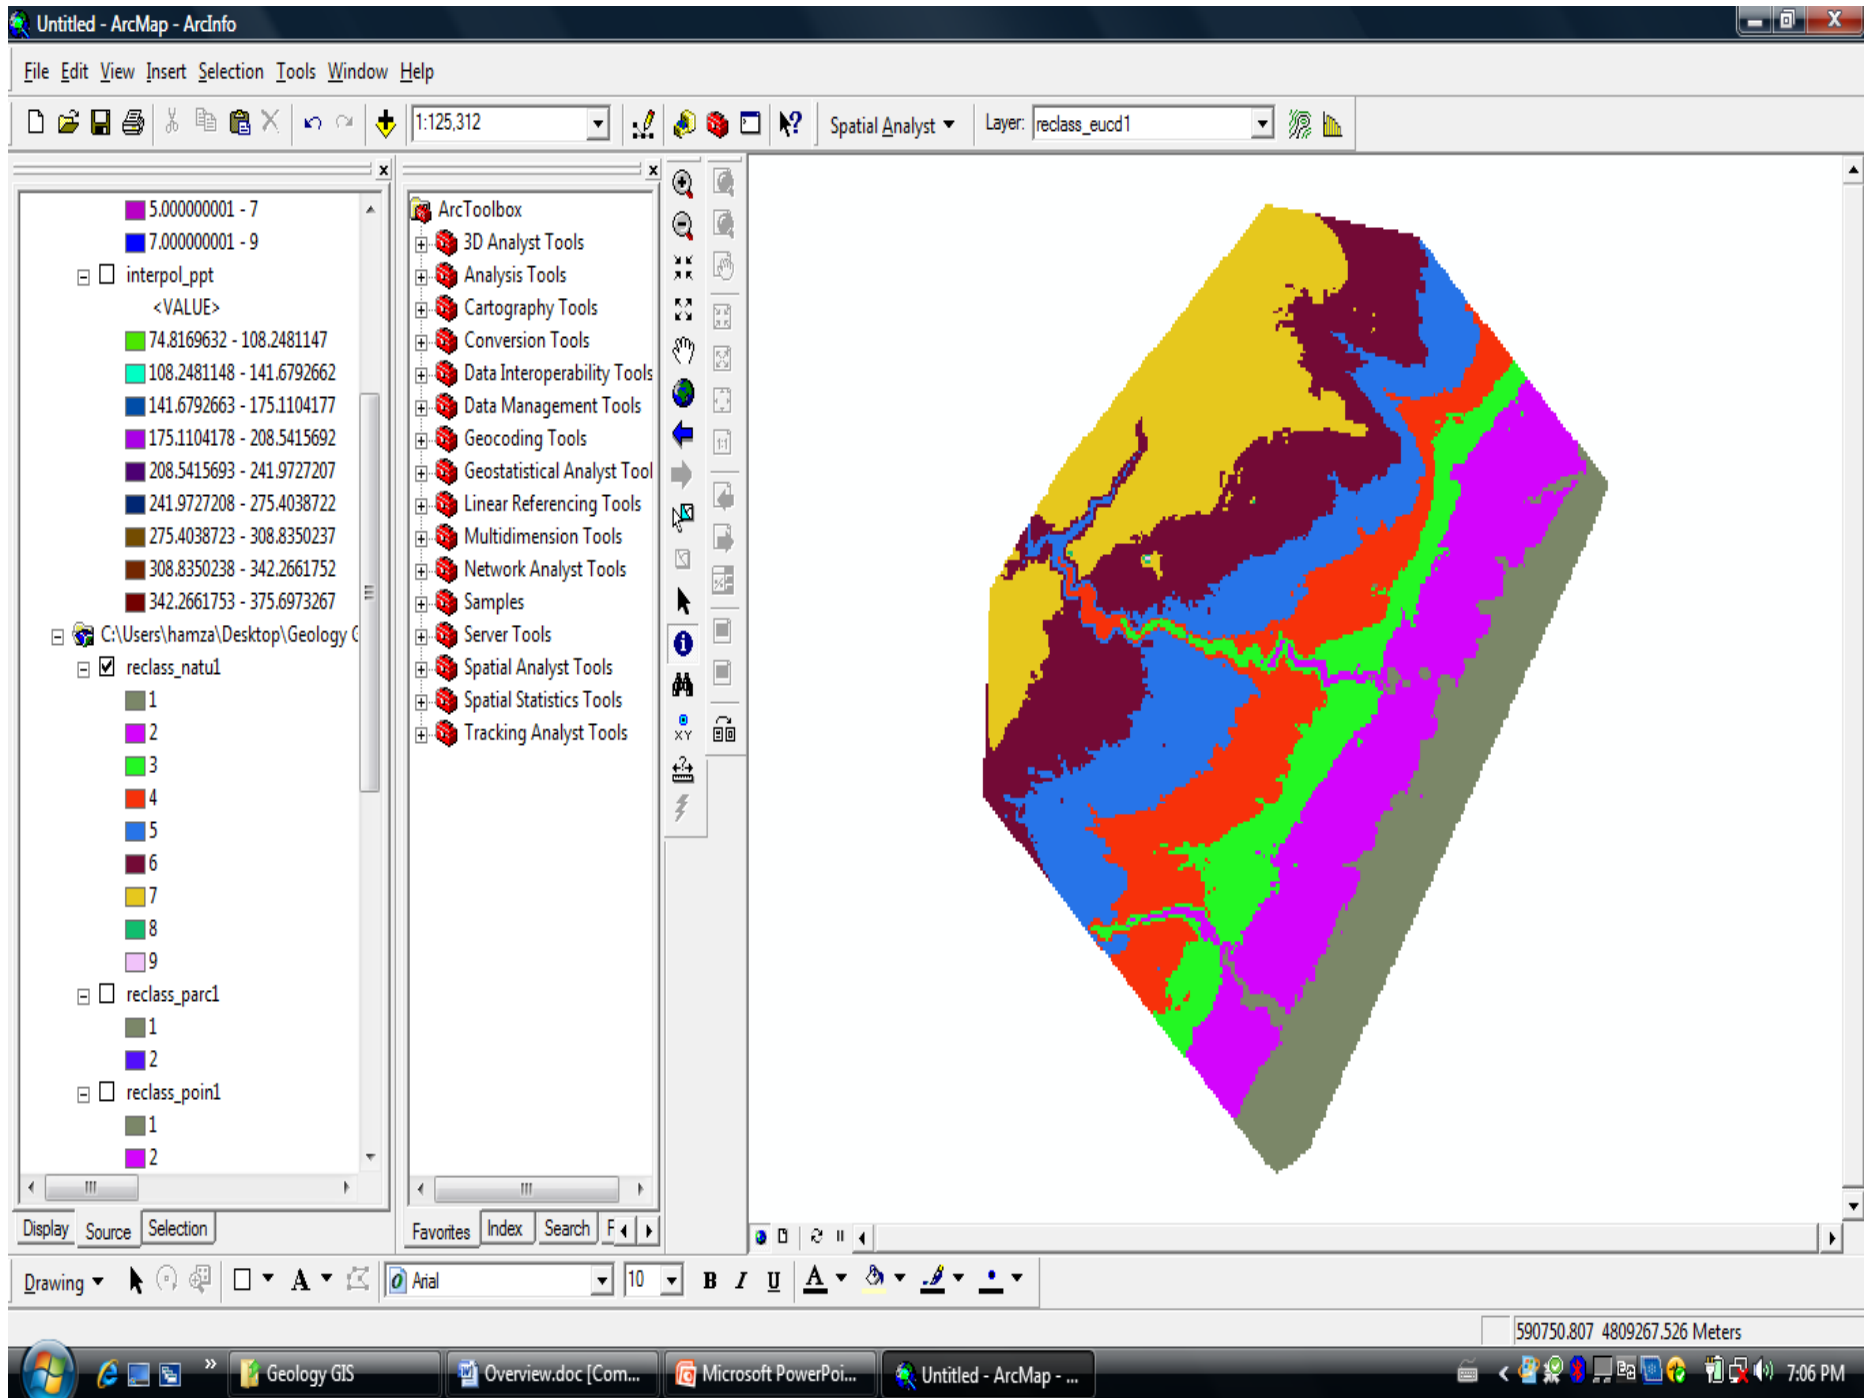 Untitled - ArcMap - ArcInfo
File Edit View Insert Selection Tools Window Help
1:125,312
Spatial Analyst
Layer: reclass_eucd1
5.000000001 - 7
7.000000001 - 9
interpol_ppt
<VALUE>
74.8169632 - 108.2481147
108.2481148 - 141.6792662
141.6792663 - 175.1104177
175.1104178 - 208.5415692
208.5415693 - 241.9727207
241.9727208 - 275.4038722
275.4038723 - 308.8350237
308.8350238 - 342.2661752
342.2661753 - 375.6973267
C:\Users\hamza\Desktop\Geology G
reclass_natu1
1
2
3
4
5
6
7
8
9
reclass_parc1
1
2
reclass_poin1
1
2
Display Source Selection
ArcToolbox
3D Analyst Tools
Analysis Tools
Cartography Tools
Conversion Tools
Data Interoperability Tools
Data Management Tools
Geocoding Tools
Geostatistical Analyst Tool
Linear Referencing Tools
Multidimension Tools
Network Analyst Tools
Samples
Server Tools
Spatial Analyst Tools
Spatial Statistics Tools
Tracking Analyst Tools
Favorites Index Search F
1:1
XY
Drawing A Arial 10 B I U A
590750.807 4809267.526 Meters
Geology GIS
Overview.doc [Com...
Microsoft PowerPoi...
Untitled - ArcMap - ...
7:06 PM